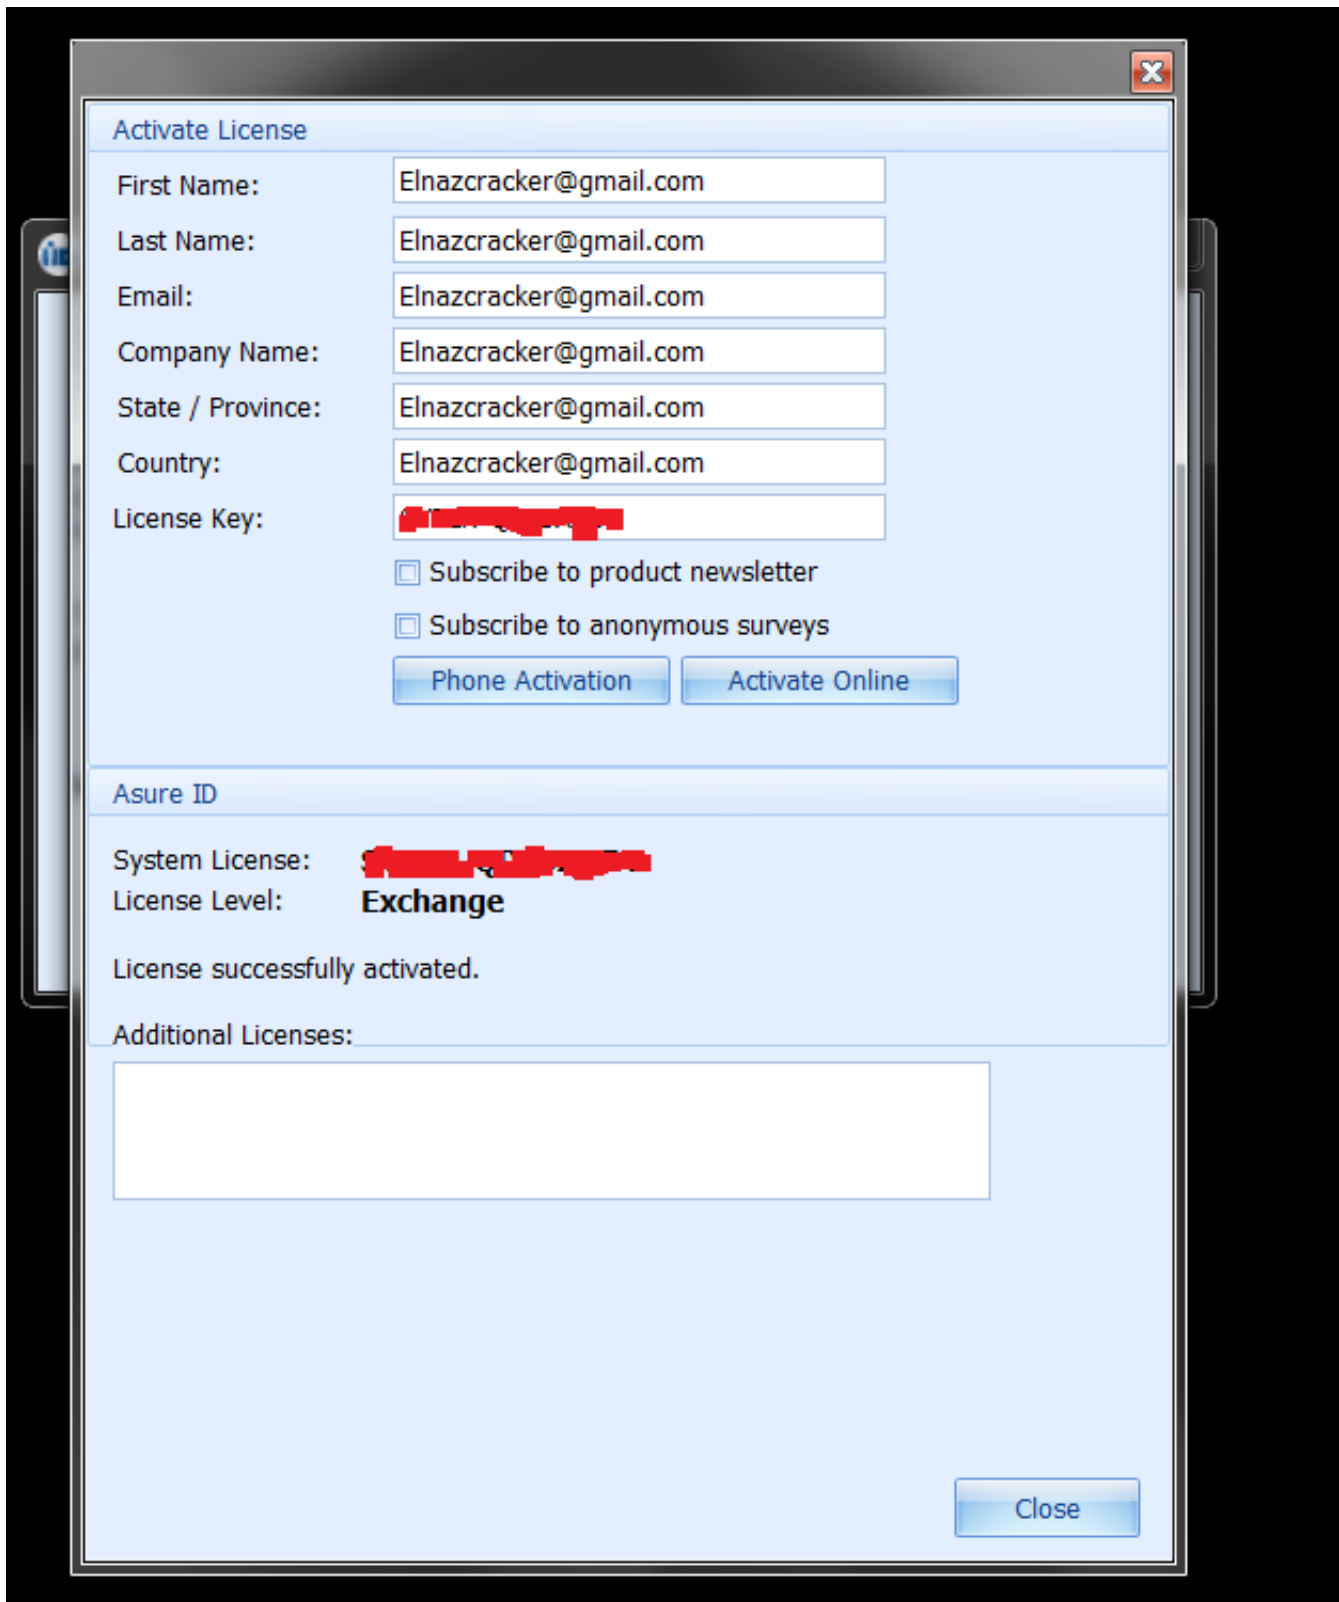 Activate License
First Name: Elnazcracker@gmail.com
Last Name: Elnazcracker@gmail.com
Email: Elnazcracker@gmail.com
Company Name: Elnazcracker@gmail.com
State / Province: Elnazcracker@gmail.com
Country: Elnazcracker@gmail.com
License Key:
Subscribe to product newsletter
Subscribe to anonymous surveys
Phone Activation Activate Online
Asure ID
System License:
License Level: Exchange
License successfully activated.
Additional Licenses:
Close